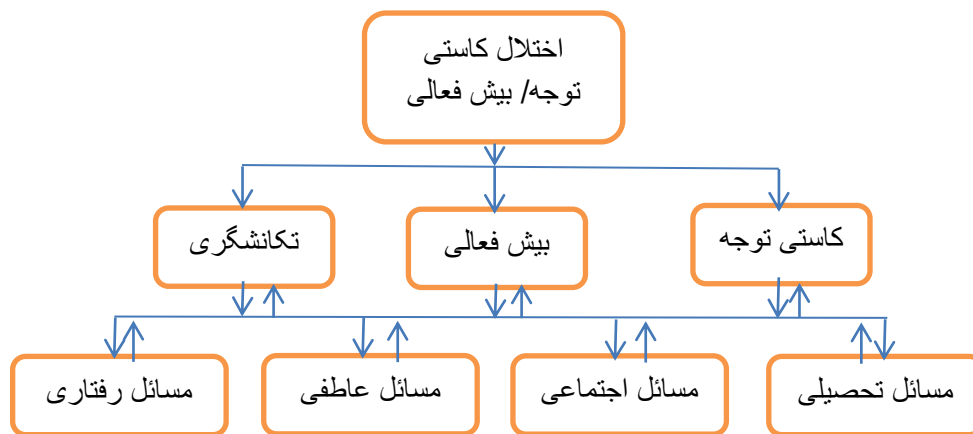 اختلال کاستی
توجه/ بیش فعالی
کاستی توجه
بیش فعالی
تکانشگری
مسائل تحصیلی
مسائل اجتماعی
مسائل عاطفی
مسائل رفتاری